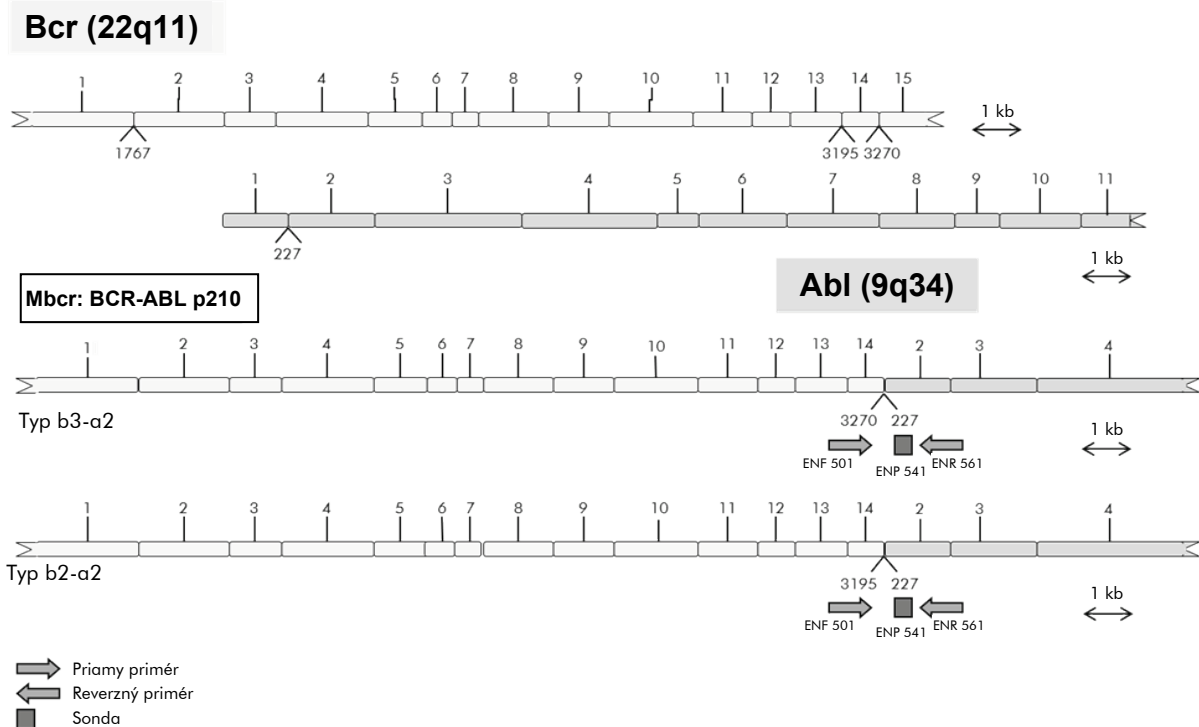 Bcr (22q11)
1 2 3 4 5 6 7 8 9 10 11 12 13 14 15
1 kb
1767 3195 3270
1 2 3 4 5 6 7 8 9 10 11
227
1 kb
Mbcr: BCR-ABL p210
Abl (9q34)
1 2 3 4 5 6 7 8 9 10 11 12 13 14 2 3 4
Typ b3-a2
3270 227
1 kb
ENF 501 ENP 541 ENR 561
1 2 3 4 5 6 7 8 9 10 11 12 13 14 2 3 4
Typ b2-a2
3195 227
1 kb
ENF 501 ENP 541 ENR 561
Priamy primér
Reverzný primér
Sonda